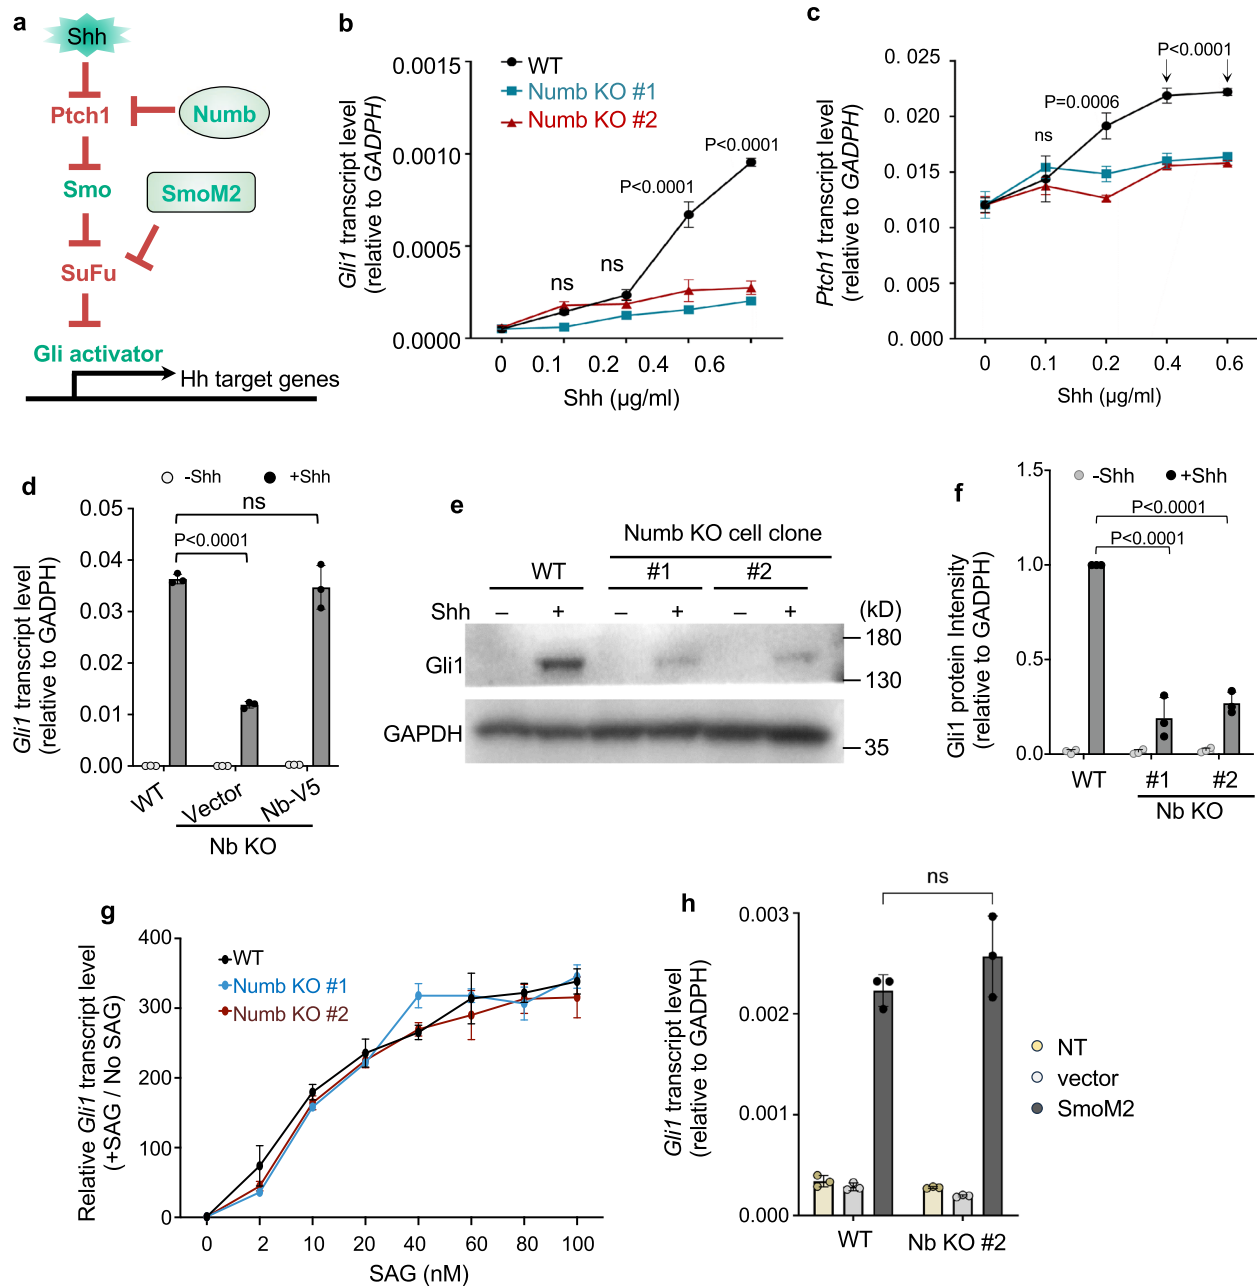 a
Shh
Ptch1
Numb
Smo
SmoM2
SuFu
Gli activator
Hh target genes
b
Gli1 transcript level
(relative to GADPH)
0.0015
0.0010
0.0005
0.0000
WT
Numb KO #1
Numb KO #2
ns
ns
P<0.0001
P<0.0001
0 0.1 0.2 0.4 0.6
Shh (µg/ml)
c
Ptch1 transcript level
(relative to GADPH)
0. 025
0. 022
0. 015
0. 010
0. 005
0. 000
ns
P=0.0006
P<0.0001
0 0.1 0.2 0.4 0.6
Shh (µg/ml)
d
-Shh +Shh
Gli1 transcript level
(relative to GADPH)
0.05
0.04
0.03
0.02
0.01
0.00
ns
P<0.0001
WT Vector Nb-V5
Nb KO
e
Numb KO cell clone
WT #1 #2
Shh – + – + – + (kD)
Gli1
180
130
GAPDH
35
f
-Shh +Shh
Gli1 protein Intensity
(relative to GADPH)
1.5
1.0
0.5
0.0
P<0.0001
P<0.0001
WT #1 #2
Nb KO
g
Relative Gli1 transcript level
(+SAG / No SAG)
400
300
200
100
0
WT
Numb KO #1
Numb KO #2
0 2 10 20 40 60 80 100
SAG (nM)
h
Gli1 transcript level
(relative to GADPH)
0.003
0.002
0.001
0.000
ns
NT
vector
SmoM2
WT Nb KO #2